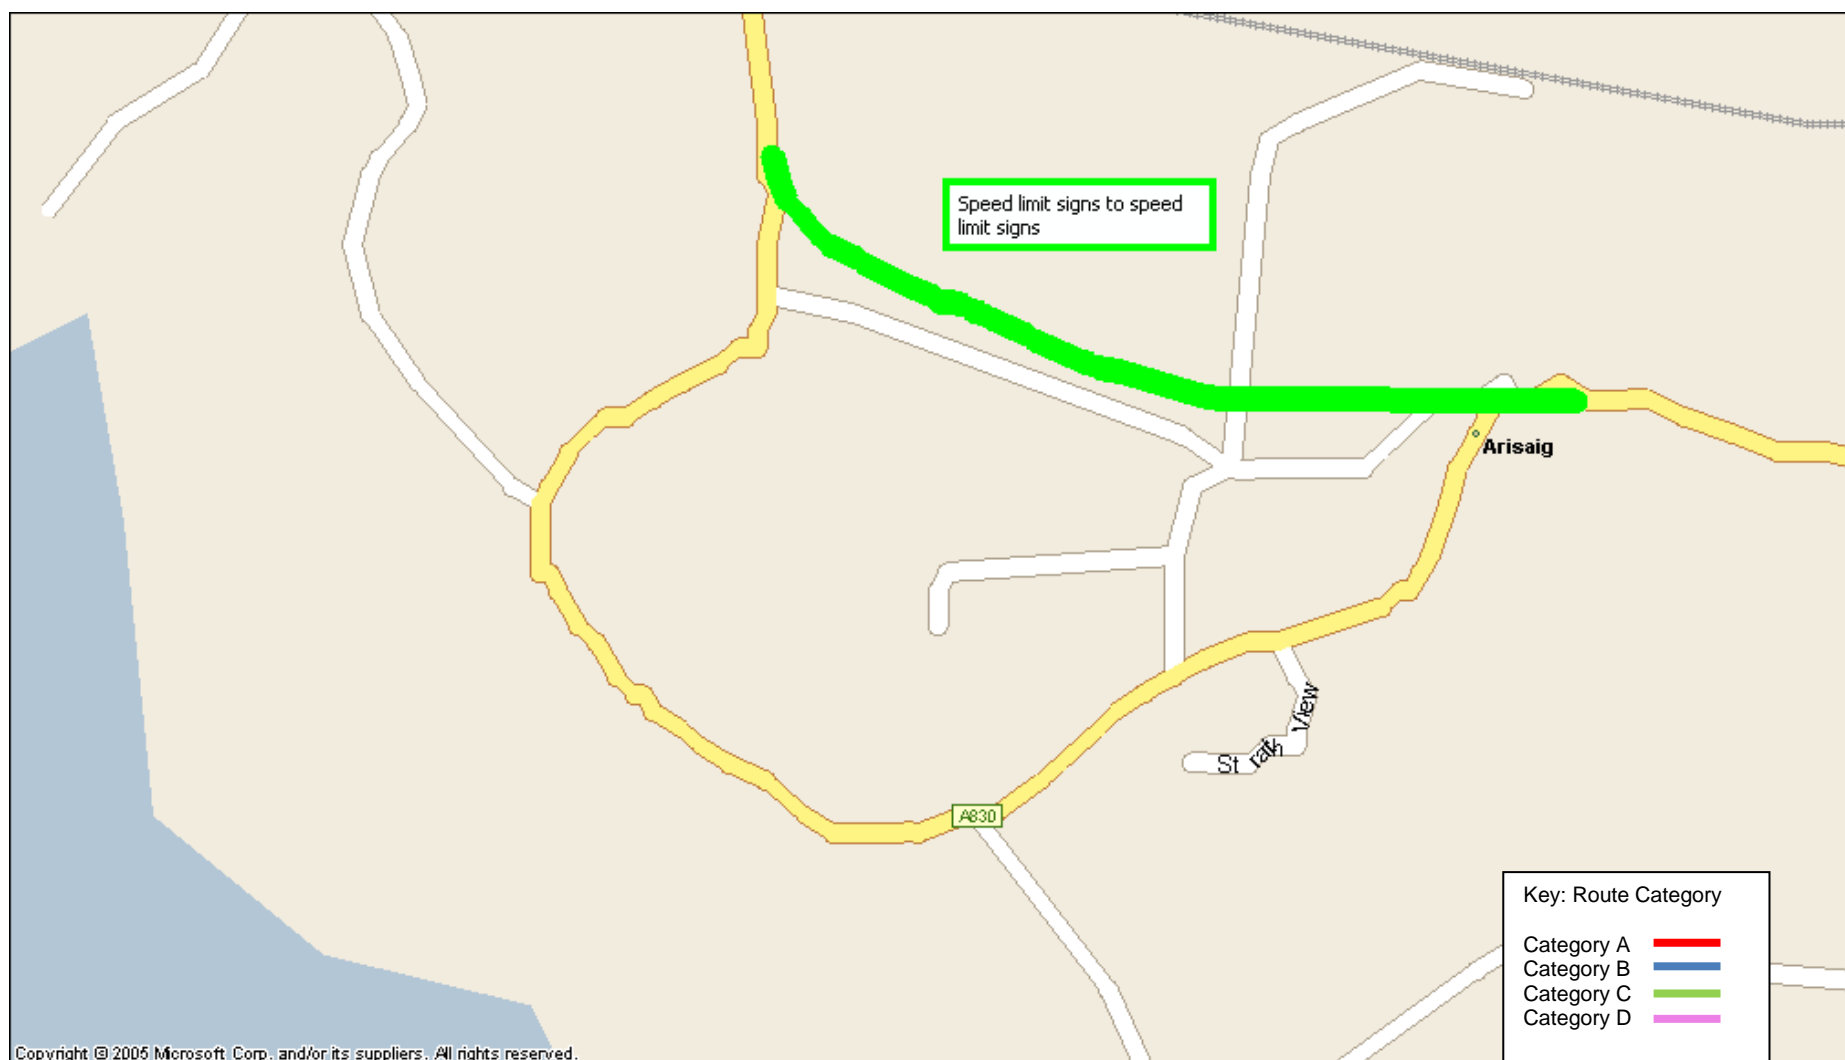 Speed limit signs to speed
limit signs
Arisaig
Strath View
A830
Key: Route Category
Category A
Category B
Category C
Category D
Copyright © 2005 Microsoft Corp. and/or its suppliers. All rights reserved.